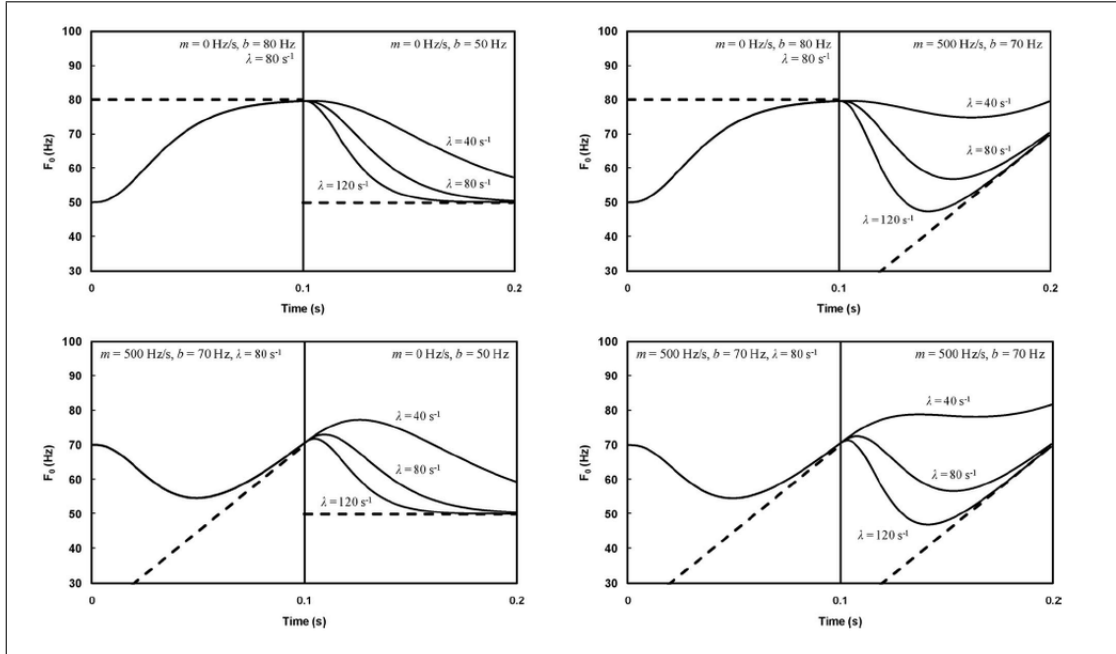 m = 0 Hz/s, b = 80 Hz
λ = 80 s⁻¹
m = 0 Hz/s, b = 50 Hz
100
90
80
70
60
50
40
30
F₀ (Hz)
λ = 40 s⁻¹
λ = 80 s⁻¹
λ = 120 s⁻¹
0
0.1
0.2
Time (s)
m = 0 Hz/s, b = 80 Hz
λ = 80 s⁻¹
m = 500 Hz/s, b = 70 Hz
100
90
80
70
60
50
40
30
F₀ (Hz)
λ = 40 s⁻¹
λ = 80 s⁻¹
λ = 120 s⁻¹
0
0.1
0.2
Time (s)
m = 500 Hz/s, b = 70 Hz, λ = 80 s⁻¹
m = 0 Hz/s, b = 50 Hz
100
90
80
70
60
50
40
30
F₀ (Hz)
λ = 40 s⁻¹
λ = 80 s⁻¹
λ = 120 s⁻¹
0
0.1
0.2
Time (s)
m = 500 Hz/s, b = 70 Hz, λ = 80 s⁻¹
m = 500 Hz/s, b = 70 Hz
100
90
80
70
60
50
40
30
F₀ (Hz)
λ = 40 s⁻¹
λ = 80 s⁻¹
λ = 120 s⁻¹
0
0.1
0.2
Time (s)